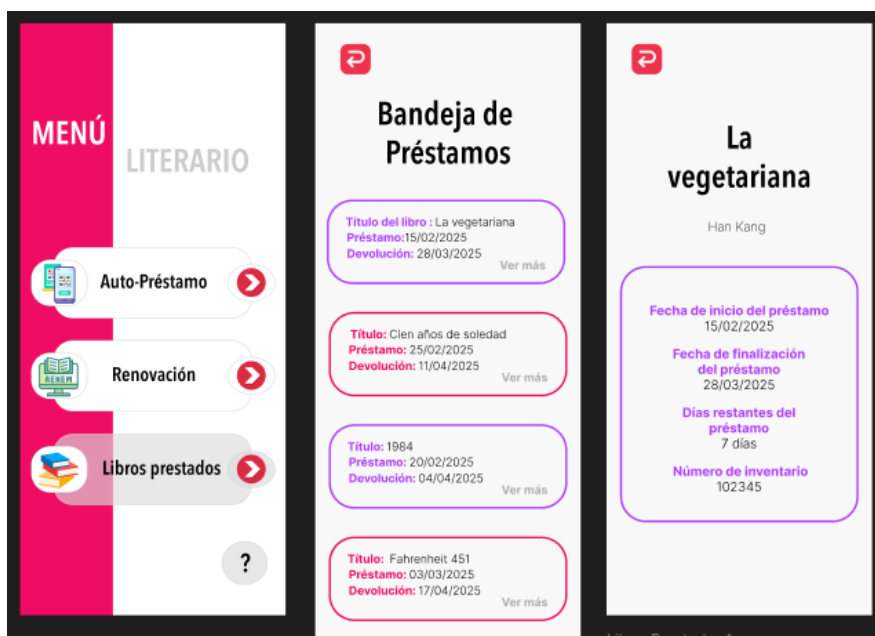 MENÚ
LITERARIO
Auto-Préstamo
RENEW
Renovación
Libros prestados
?
Bandeja de
Préstamos
Título del libro : La vegetariana
Préstamo:15/02/2025
Devolución: 28/03/2025
Ver más
Título: Cien años de soledad
Préstamo: 25/02/2025
Devolución: 11/04/2025
Ver más
Título: 1984
Préstamo: 20/02/2025
Devolución: 04/04/2025
Ver más
Título: Fahrenheit 451
Préstamo: 03/03/2025
Devolución: 17/04/2025
Ver más
La
vegetariana
Han Kang
Fecha de inicio del préstamo
15/02/2025
Fecha de finalización
del préstamo
28/03/2025
Días restantes del
préstamo
7 días
Número de inventario
102345